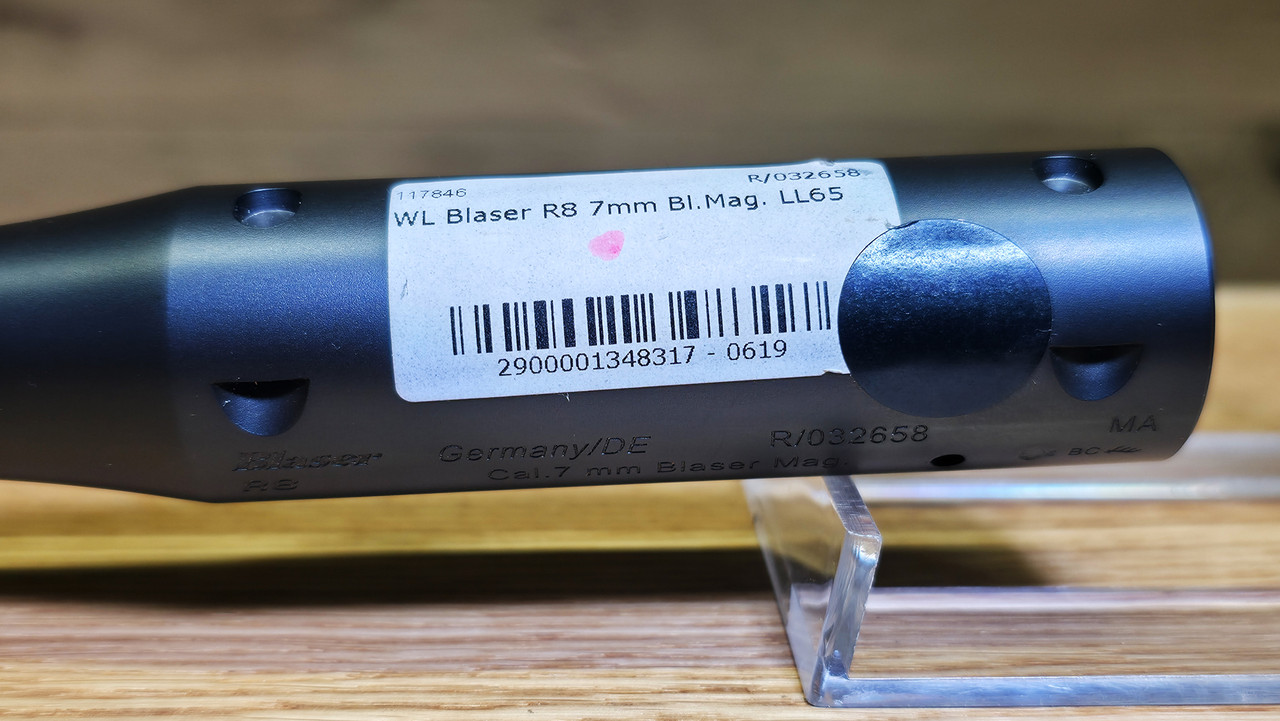 117846 R/032658
WL Blaser R8 7mm Bl.Mag. LL65
2900001348317 - 0619
Germany/DE R/032658 MA
Blaser Cal.7 mm Blaser Mag. BC
R8